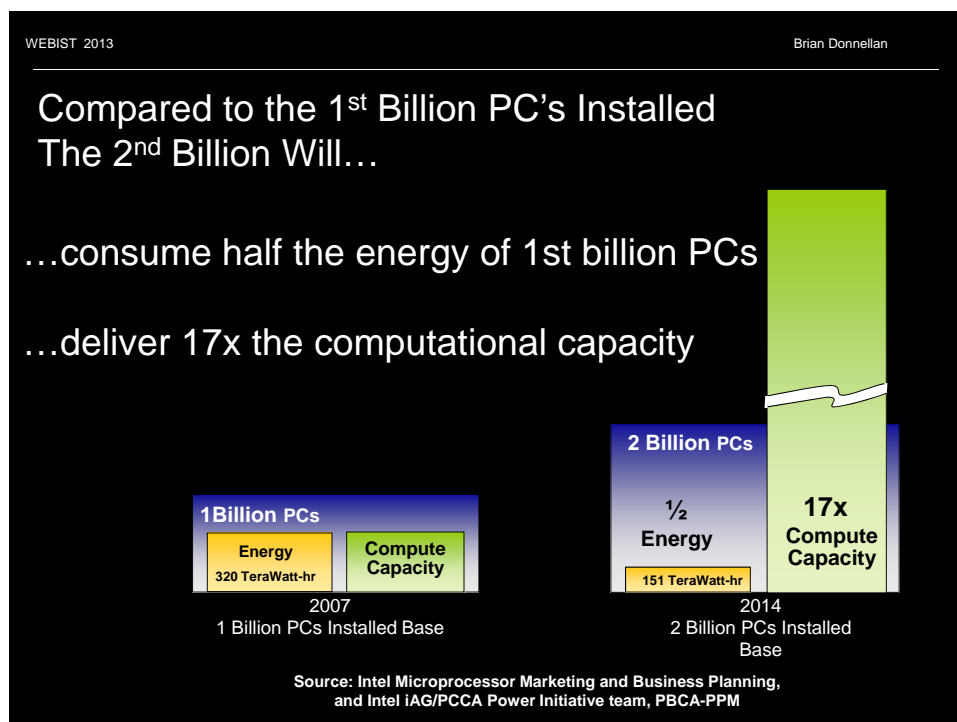 WEBIST 2013
Brian Donnellan
Compared to the 1st Billion PC's Installed
The 2nd Billion Will…
…consume half the energy of 1st billion PCs
…deliver 17x the computational capacity
1Billion PCs
Energy
320 TeraWatt-hr
Compute
Capacity
2007
1 Billion PCs Installed Base
2 Billion PCs
½
Energy
151 TeraWatt-hr
17x
Compute
Capacity
2014
2 Billion PCs Installed
Base
Source: Intel Microprocessor Marketing and Business Planning,
and Intel iAG/PCCA Power Initiative team, PBCA-PPM